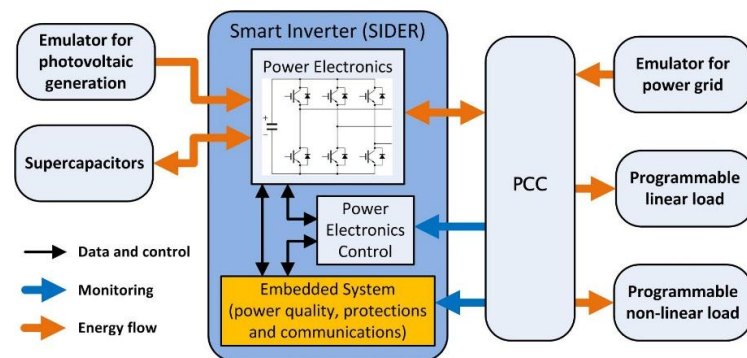 Emulator for
photovoltaic
generation
Supercapacitors
Data and control
Monitoring
Energy flow
Smart Inverter (SIDER)
Power Electronics
+
−
Power
Electronics
Control
Embedded System
(power quality, protections
and communications)
PCC
Emulator for
power grid
Programmable
linear load
Programmable
non-linear load